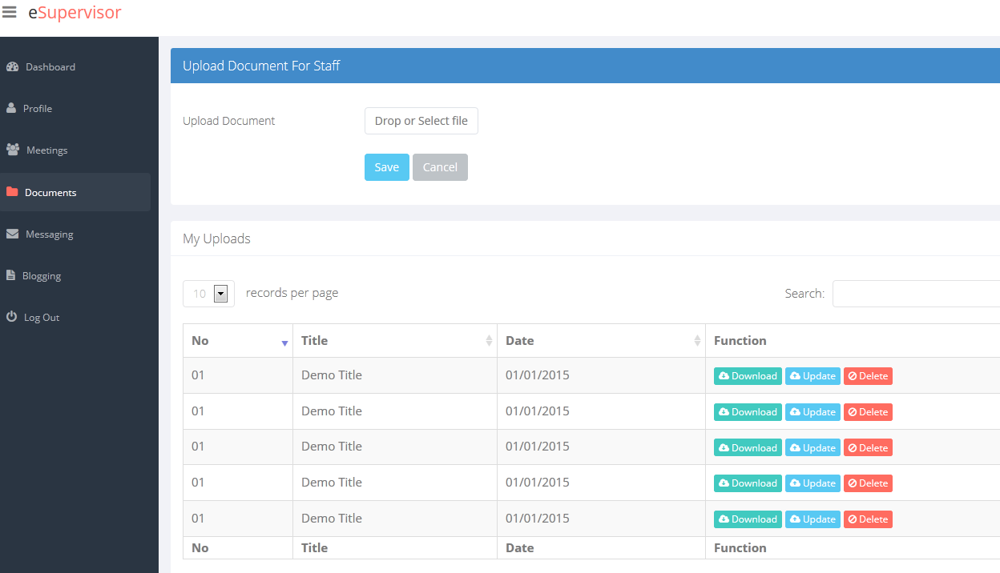 eSupervisor
Dashboard
Profile
Meetings
Documents
Messaging
Blogging
Log Out
Upload Document For Staff
Upload Document
Drop or Select file
Save Cancel
My Uploads
10 records per page Search:
No Title Date Function
01 Demo Title 01/01/2015 Download Update Delete
01 Demo Title 01/01/2015 Download Update Delete
01 Demo Title 01/01/2015 Download Update Delete
01 Demo Title 01/01/2015 Download Update Delete
01 Demo Title 01/01/2015 Download Update Delete
No Title Date Function